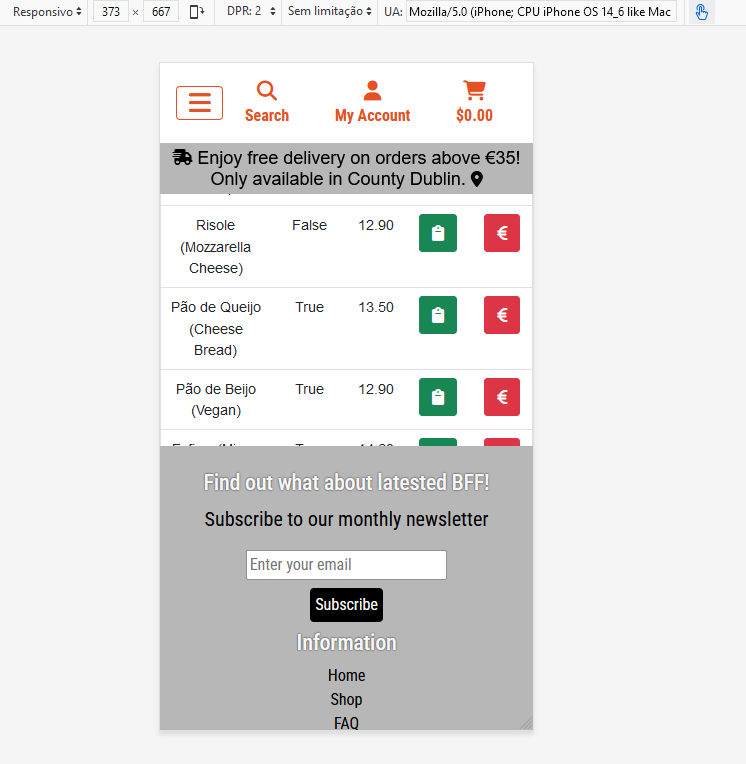 Responsivo 373 × 667 DPR: 2 Sem limitação UA: Mozilla/5.0 (iPhone; CPU iPhone OS 14_6 like Mac
Search My Account $0.00
Enjoy free delivery on orders above €35!
Only available in County Dublin.
Risole False 12.90 €
(Mozzarella
Cheese)
Pão de Queijo True 13.50 €
(Cheese
Bread)
Pão de Beijo True 12.90 €
(Vegan)
Find out what about latested BFF!
Subscribe to our monthly newsletter
Enter your email
Subscribe
Information
Home
Shop
FAQ